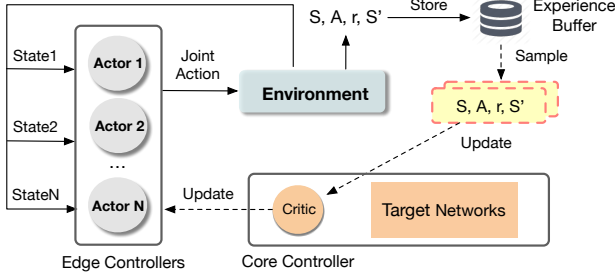 S, A, r, S'
Store
Experience
Buffer
State1
Actor 1
Joint
Action
Environment
Sample
State2
Actor 2
S, A, r, S'
...
Update
StateN
Actor N
Update
Critic
Target Networks
Edge Controllers
Core Controller